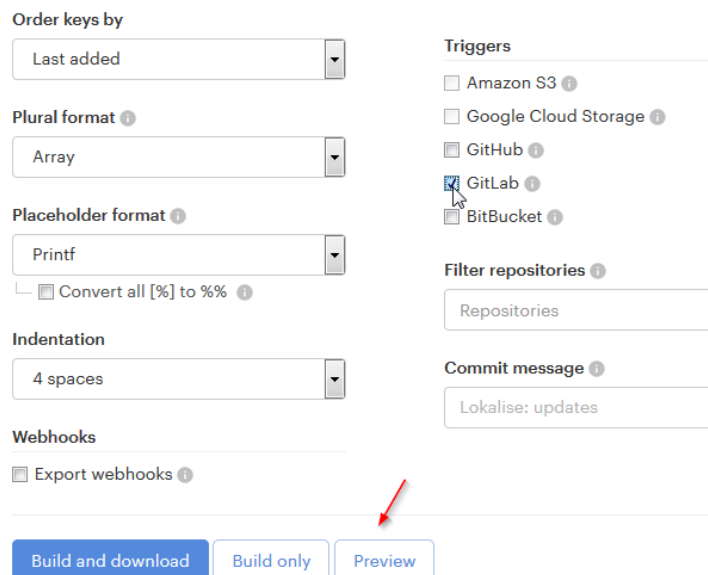 Order keys by
Last added
Plural format
Array
Placeholder format
Printf
Convert all [%] to %%
Indentation
4 spaces
Webhooks
Export webhooks
Triggers
Amazon S3
Google Cloud Storage
GitHub
GitLab
BitBucket
Filter repositories
Repositories
Commit message
Lokalise: updates
Build and download
Build only
Preview